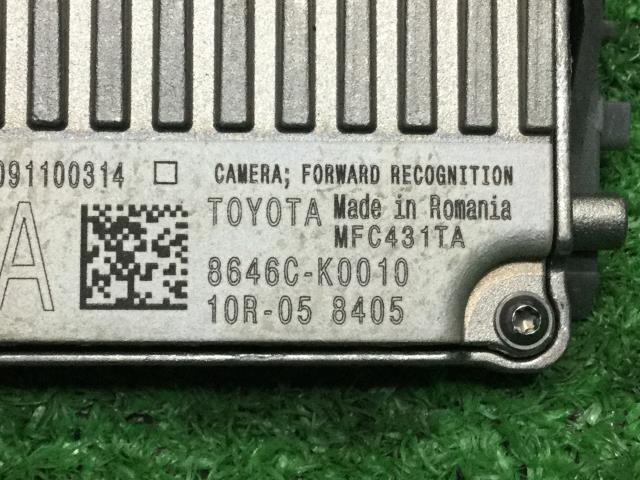 091100314 □ CAMERA; FORWARD RECOGNITION
A
TOYOTA Made in Romania
MFC431TA
8646C-K0010
10R-05 8405